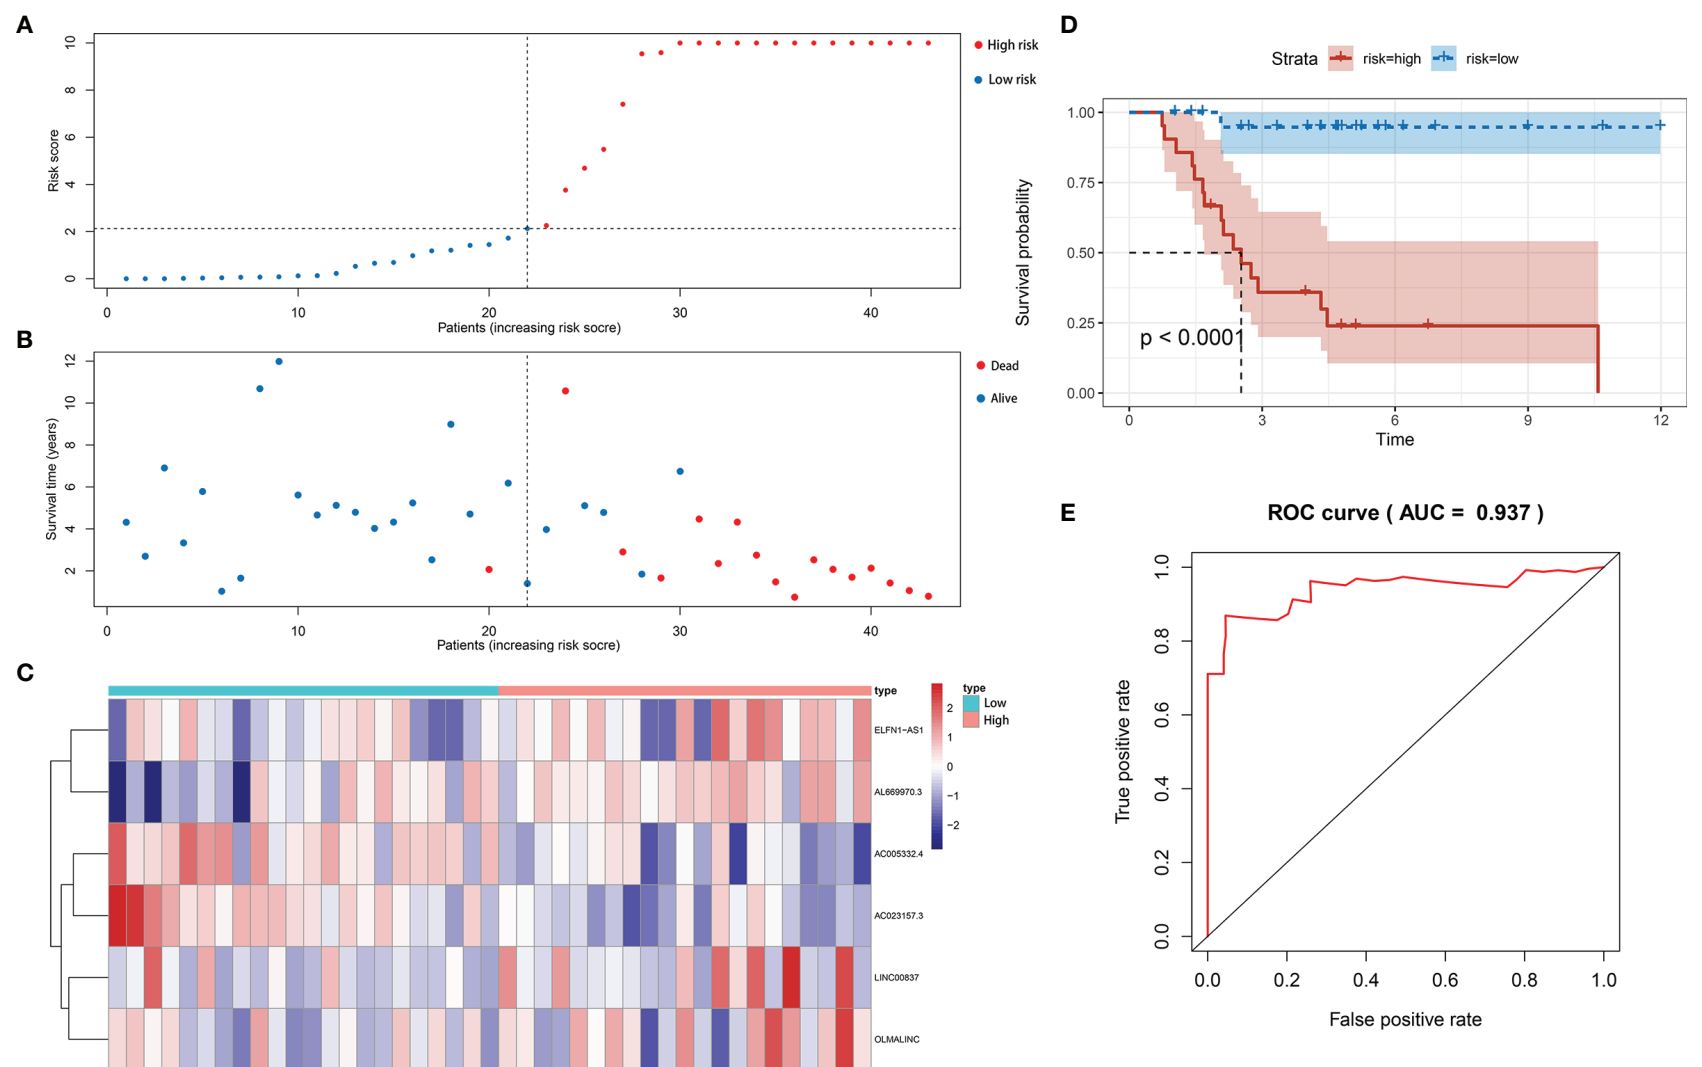 A
Risk score
10
8
6
4
2
0
0 10 20 30 40
Patients (increasing risk socre)
High risk
Low risk
B
Survival time (years)
12
10
8
6
4
2
0 10 20 30 40
Patients (increasing risk socre)
Dead
Alive
C
type
ELFN1-AS1
AL669970.3
AC005332.4
AC023157.3
LINC00837
OLMALINC
2
1
0
-1
-2
type
Low
High
D
Strata risk=high risk=low
Survival probability
1.00
0.75
0.50
0.25
0.00
p < 0.0001
0 3 6 9 12
Time
E
ROC curve ( AUC = 0.937 )
True positive rate
1.0
0.8
0.6
0.4
0.2
0.0
0.0 0.2 0.4 0.6 0.8 1.0
False positive rate